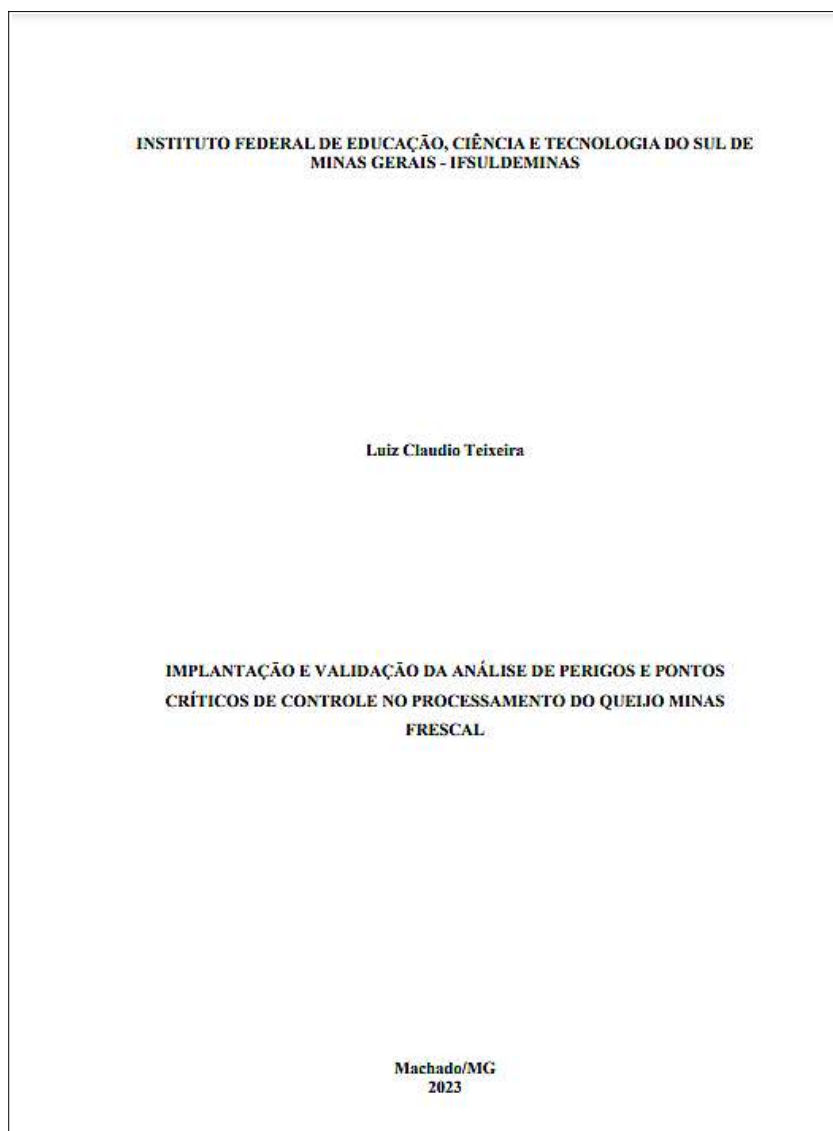 INSTITUTO FEDERAL DE EDUCAÇÃO, CIÊNCIA E TECNOLOGIA DO SUL DE
MINAS GERAIS - IFSULDEMINAS
Luiz Claudio Teixeira
IMPLANTAÇÃO E VALIDAÇÃO DA ANÁLISE DE PERIGOS E PONTOS
CRÍTICOS DE CONTROLE NO PROCESSAMENTO DO QUEIJO MINAS
FRESCAL
Machado/MG
2023